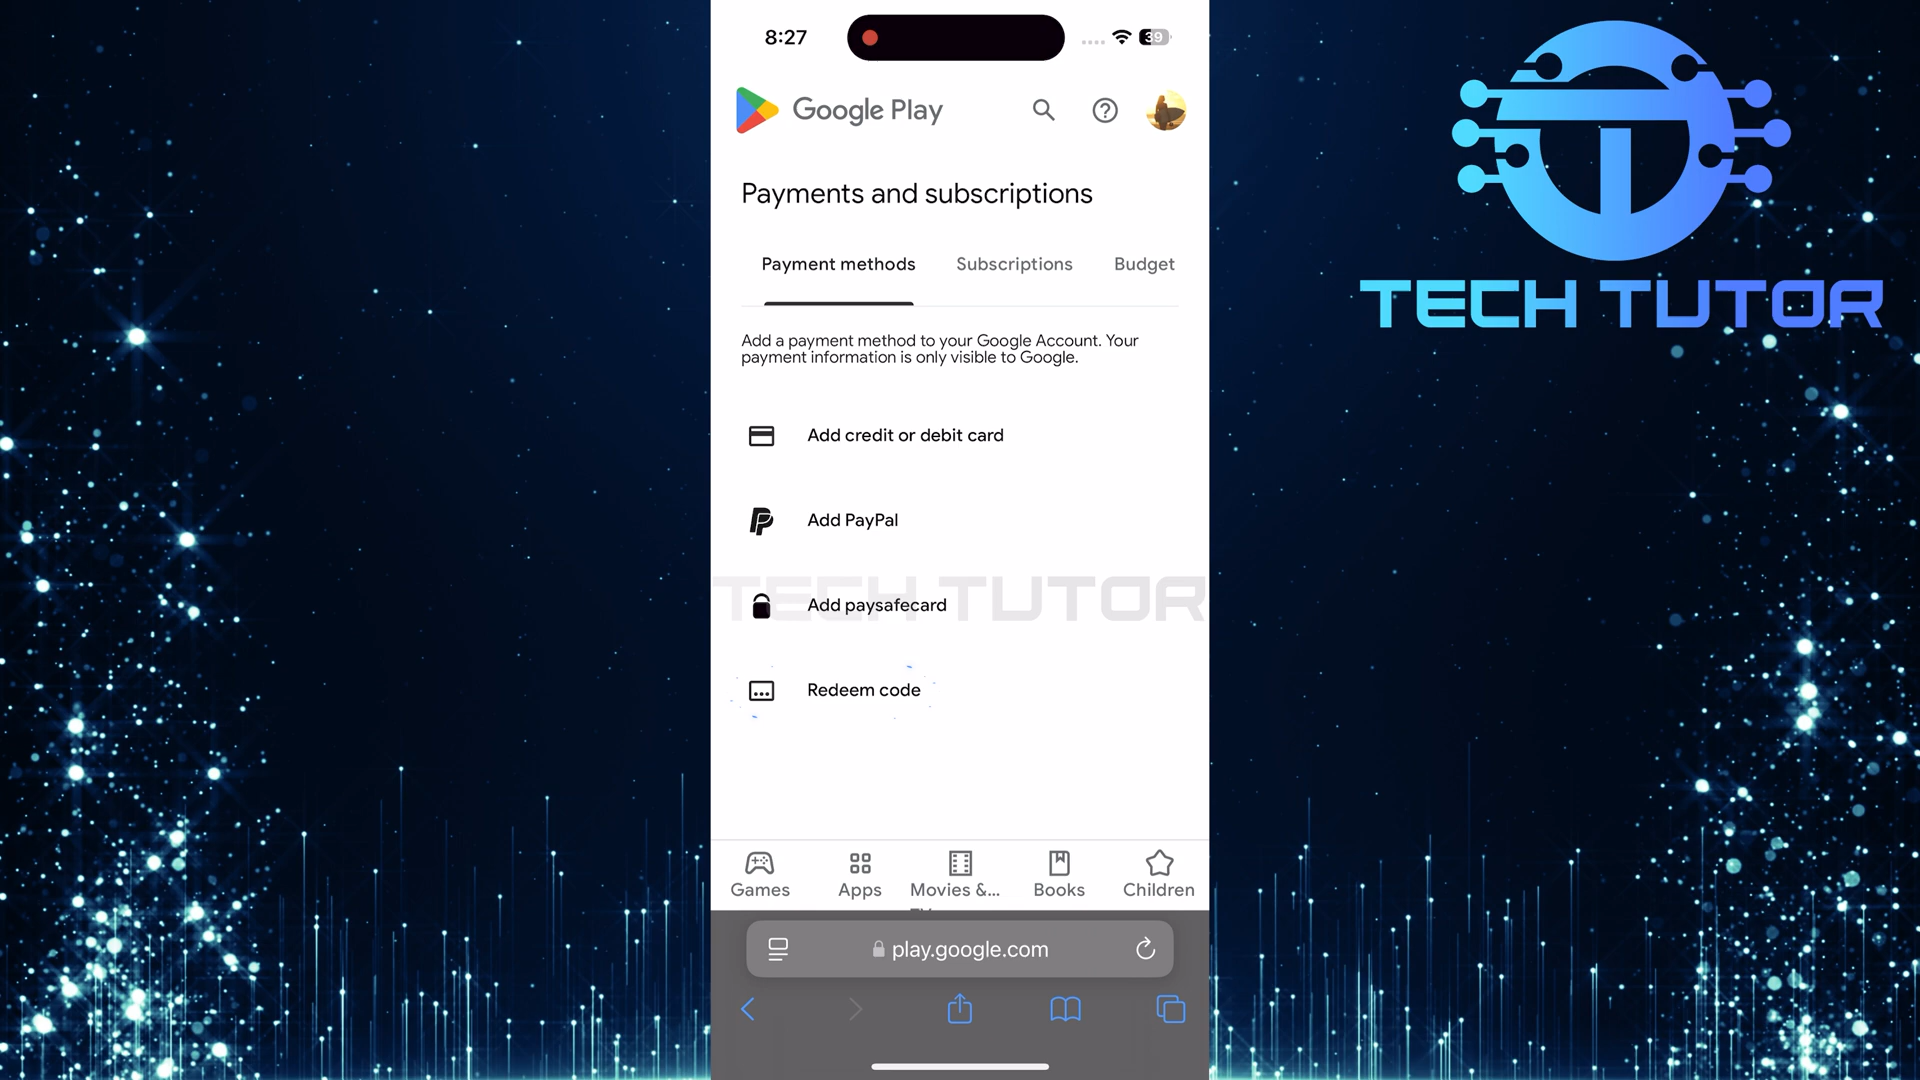 8:27
39
Google Play
Payments and subscriptions
Payment methods
Subscriptions
Budget
Add a payment method to your Google Account. Your
payment information is only visible to Google.
Add credit or debit card
Add PayPal
TECH TUTOR
Add paysafecard
Redeem code
Games
Apps
Movies &...
Books
Children
play.google.com
TECH TUTOR